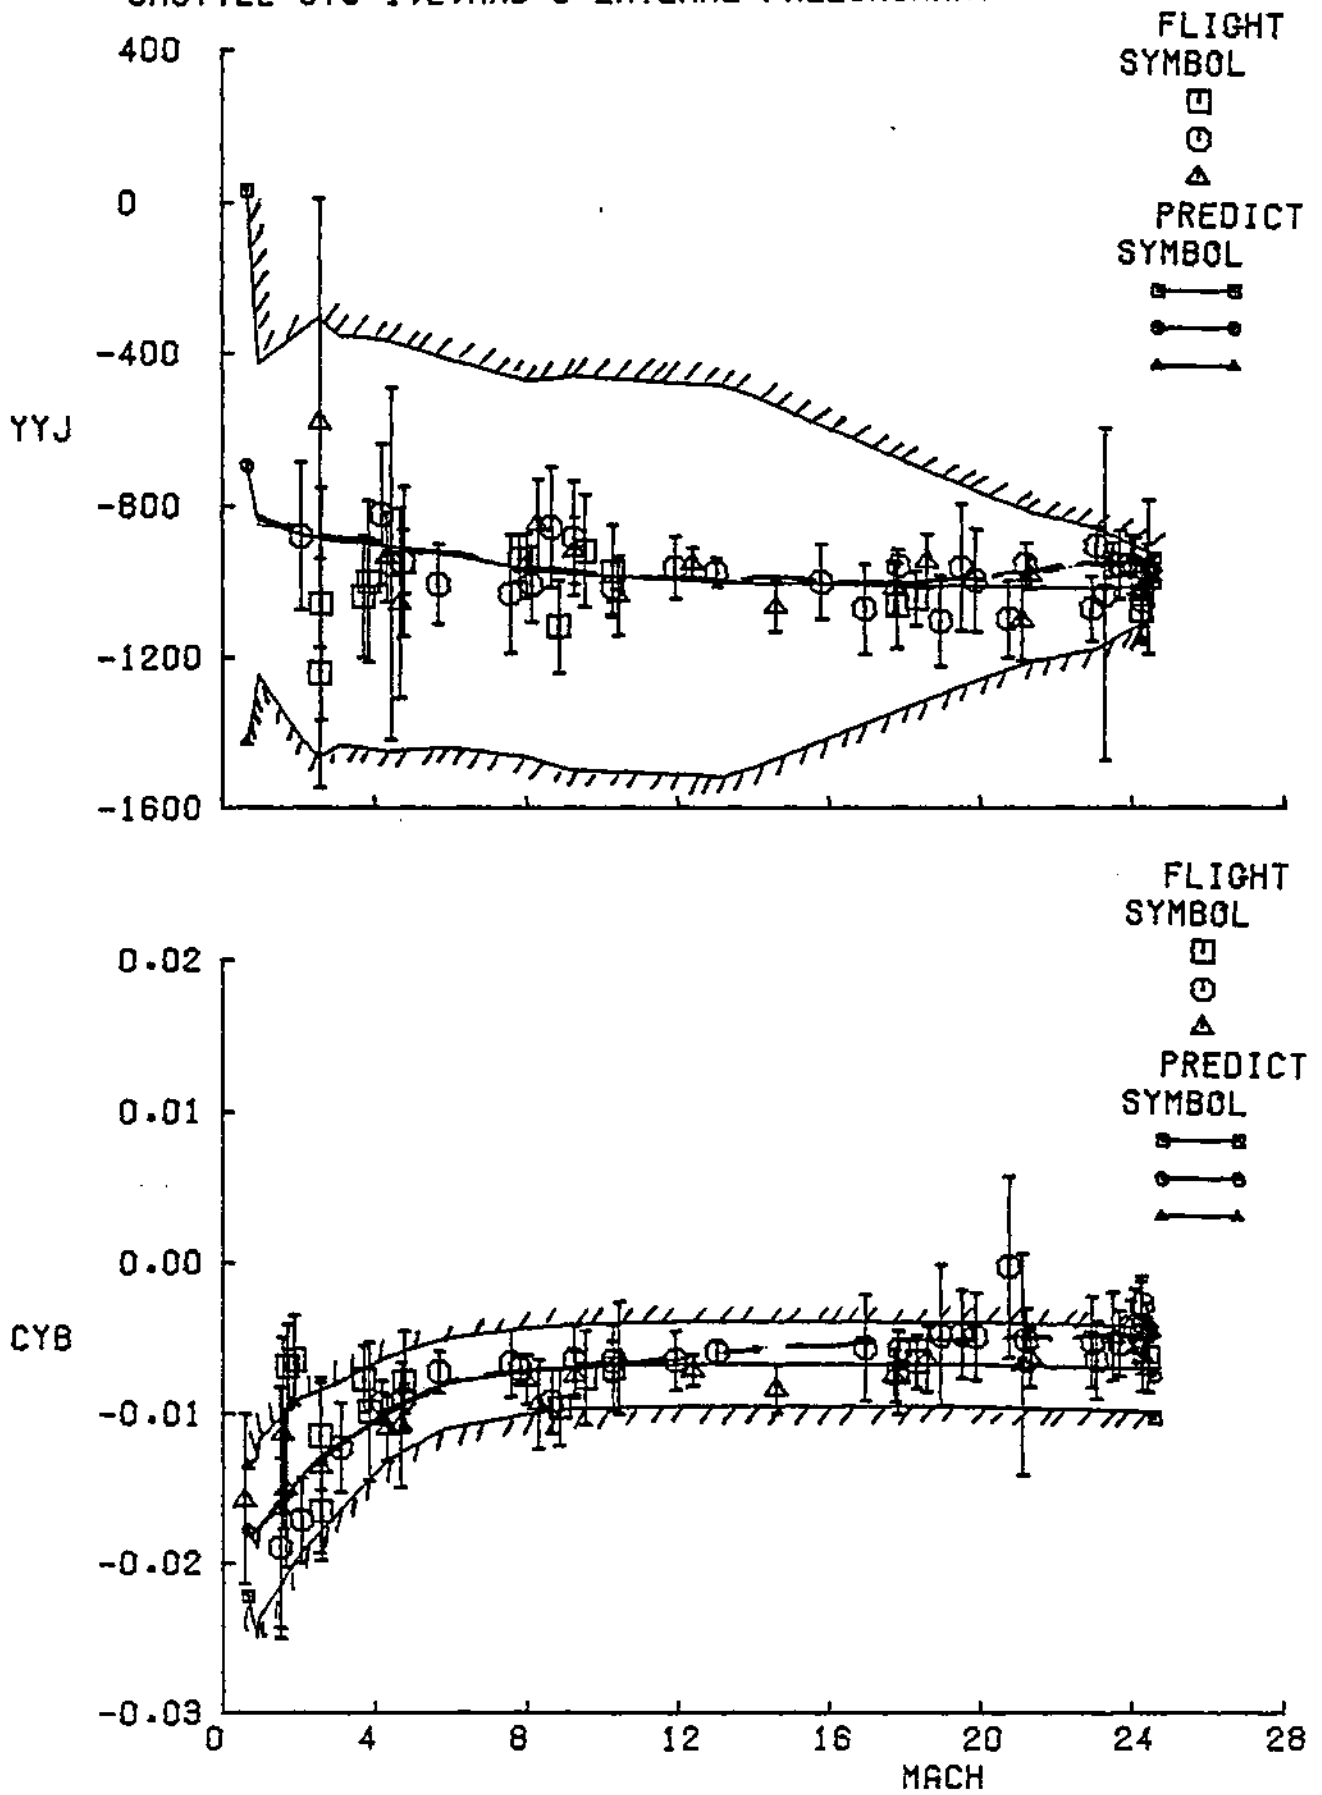 FLIGHT
SYMBOL
PREDICT
SYMBOL
400
0
-400
-800
-1200
-1600
YYJ
FLIGHT
SYMBOL
PREDICT
SYMBOL
0.02
0.01
0.00
-0.01
-0.02
-0.03
CYB
0 4 8 12 16 20 24 28
MACH